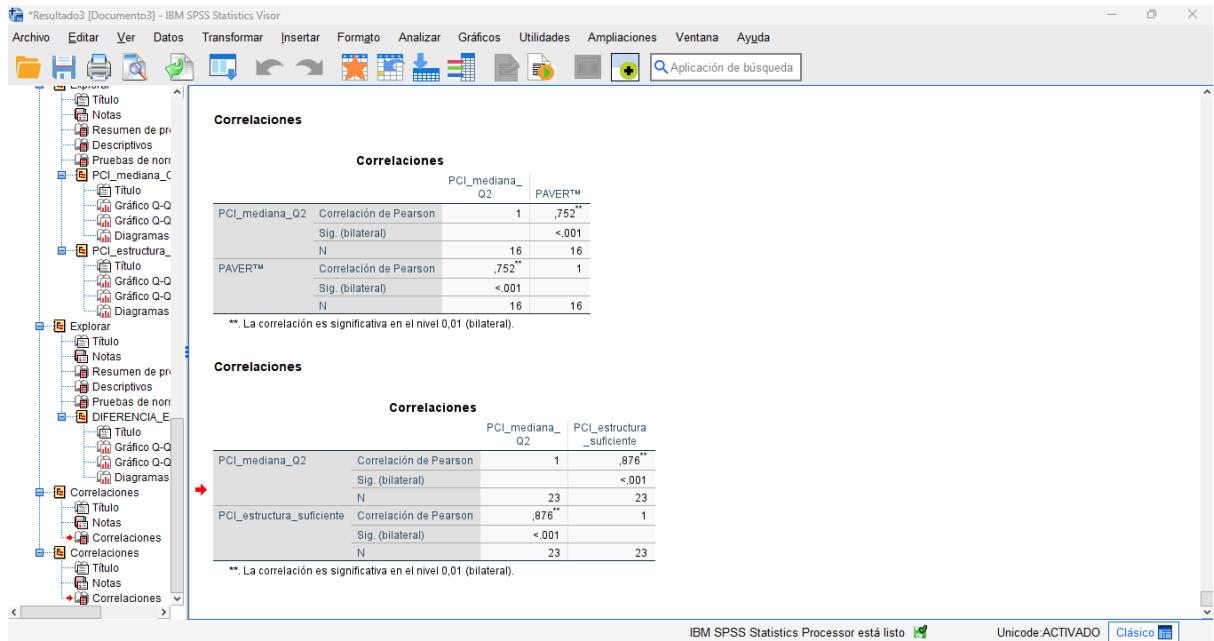 *Resultado3 [Documento3] - IBM SPSS Statistics Visor
Archivo Editar Ver Datos Transformar Insertar Formato Analizar Gráficos Utilidades Ampliaciones Ventana Ayuda
Aplicación de búsqueda
Explorar
Título
Notas
Resumen de pr
Descriptivos
Pruebas de norr
PCI_mediana_Q
Título
Gráfico Q-Q
Gráfico Q-Q
Diagramas
PCI_estructura_
Título
Gráfico Q-Q
Gráfico Q-Q
Diagramas
Explorar
Título
Notas
Resumen de pr
Descriptivos
Pruebas de norr
DIFERENCIA_E
Título
Gráfico Q-Q
Gráfico Q-Q
Diagramas
Correlaciones
Título
Notas
Correlaciones
Correlaciones
Título
Notas
Correlaciones
Correlaciones
Correlaciones
PCI_mediana_
Q2 PAVER™
PCI_mediana_Q2 Correlación de Pearson 1 ,752**
Sig. (bilateral) <.001
N 16 16
PAVER™ Correlación de Pearson ,752** 1
Sig. (bilateral) <.001
N 16 16
**. La correlación es significativa en el nivel 0,01 (bilateral).
Correlaciones
Correlaciones
PCI_mediana_ PCI_estructura
Q2 _suficiente
PCI_mediana_Q2 Correlación de Pearson 1 ,876**
Sig. (bilateral) <.001
N 23 23
PCI_estructura_suficiente Correlación de Pearson ,876** 1
Sig. (bilateral) <.001
N 23 23
**. La correlación es significativa en el nivel 0,01 (bilateral).
IBM SPSS Statistics Processor está listo Unicode:ACTIVADO Clásico